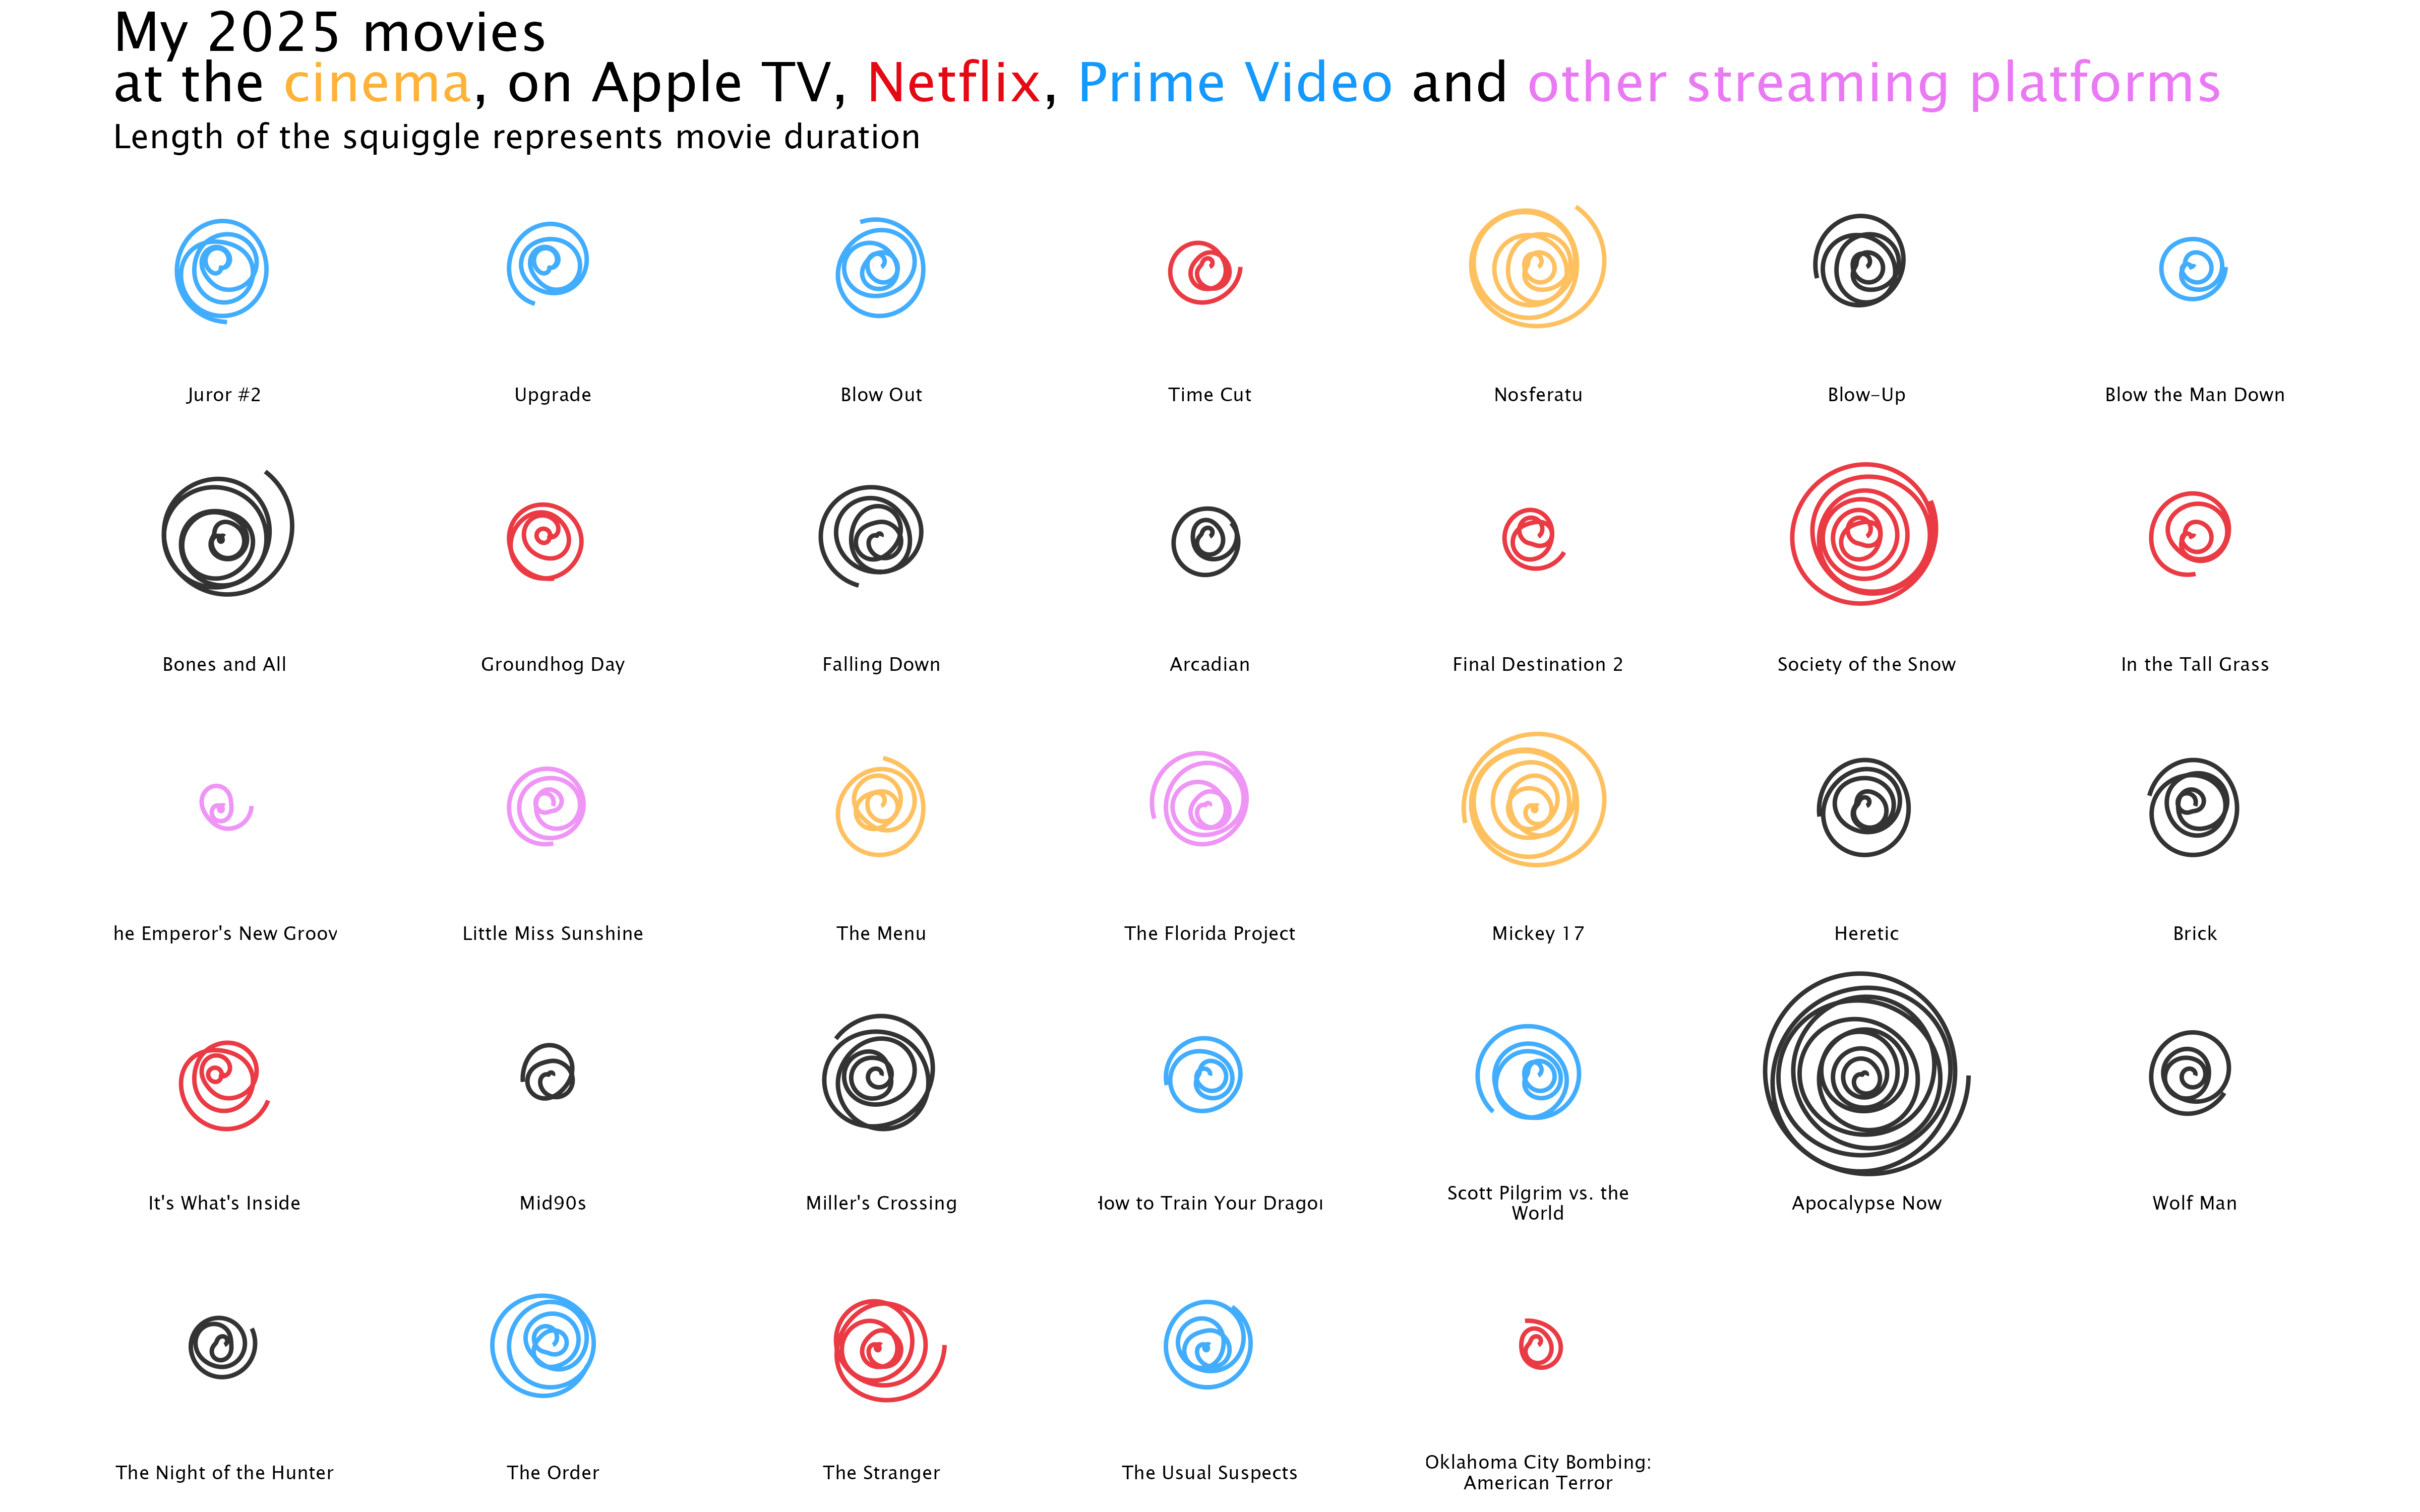 My 2025 movies
at the cinema, on Apple TV, Netflix, Prime Video and other streaming platforms
Length of the squiggle represents movie duration
Juror #2
Upgrade
Blow Out
Time Cut
Nosferatu
Blow-Up
Blow the Man Down
Bones and All
Groundhog Day
Falling Down
Arcadian
Final Destination 2
Society of the Snow
In the Tall Grass
he Emperor's New Groov
Little Miss Sunshine
The Menu
The Florida Project
Mickey 17
Heretic
Brick
It's What's Inside
Mid90s
Miller's Crossing
How to Train Your Dragon
Scott Pilgrim vs. the
World
Apocalypse Now
Wolf Man
The Night of the Hunter
The Order
The Stranger
The Usual Suspects
Oklahoma City Bombing:
American Terror